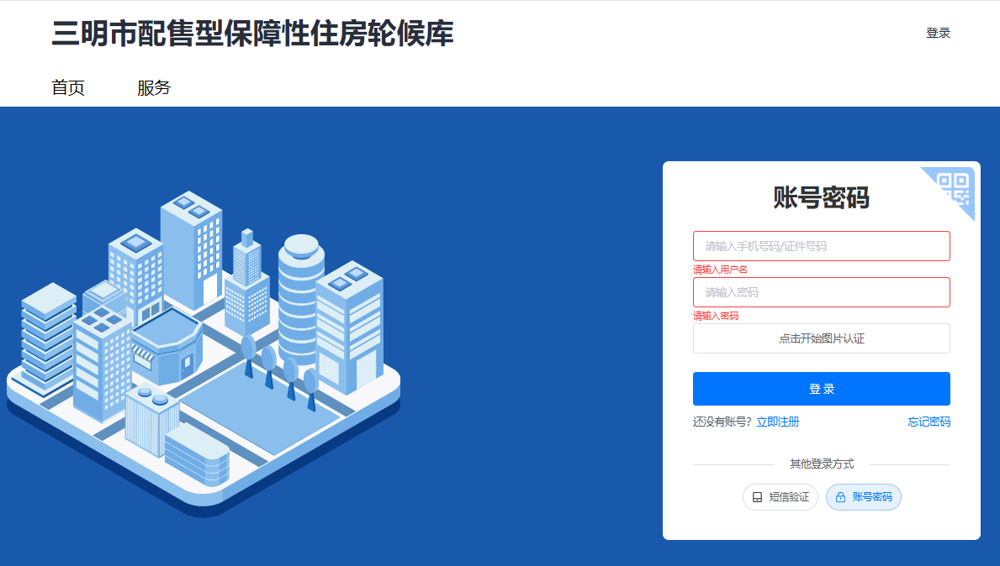 三明市配售型保障性住房轮候库
登录
首页
服务
账号密码
请输入手机号码/证件号码
请输入用户名
请输入密码
请输入密码
点击开始图片认证
登 录
还没有账号？立即注册
忘记密码
其他登录方式
短信验证
账号密码